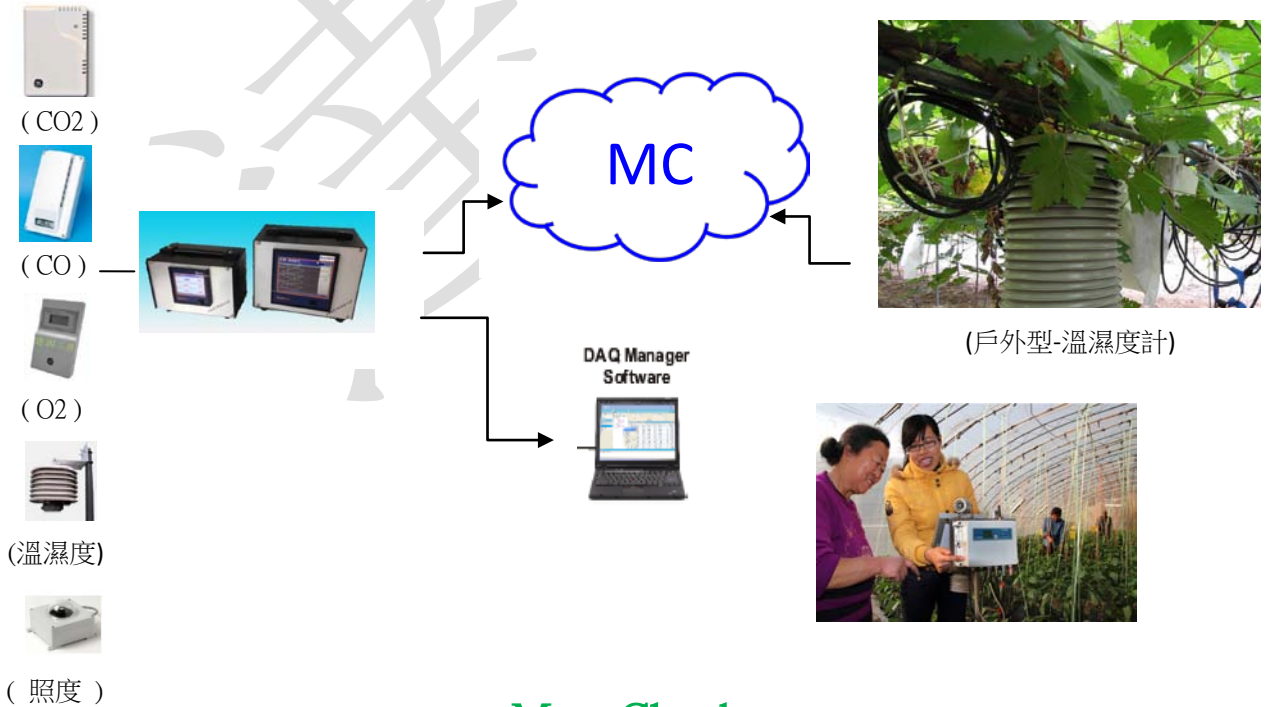 ( CO2 )
( CO )
( O2 )
(溫濕度)
( 照度 )
MC
DAQ Manager
Software
(戶外型-溫濕度計)